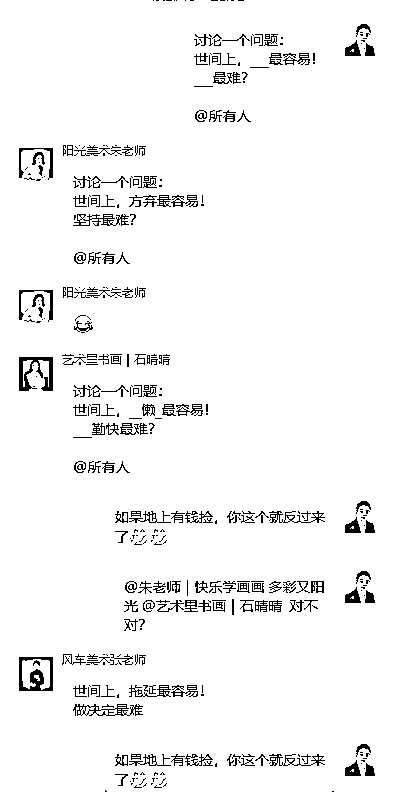 讨论一个问题：
世间上，__最容易！
__最难？
@所有人
阳光美术朱老师
讨论一个问题：
世间上，方弃最容易！
坚持最难？
@所有人
阳光美术朱老师
艺术里书画 | 石晴晴
讨论一个问题：
世间上，__懒_最容易！
__勤快最难？
@所有人
如果地上有钱捡，你这个就反过来
了
@朱老师 | 快乐学画画 多彩又阳
光 @艺术里书画 | 石晴晴 对不
对？
风车美术张老师
世间上，拖延最容易！
做决定最难
如果地上有钱捡，你这个就反过来
了